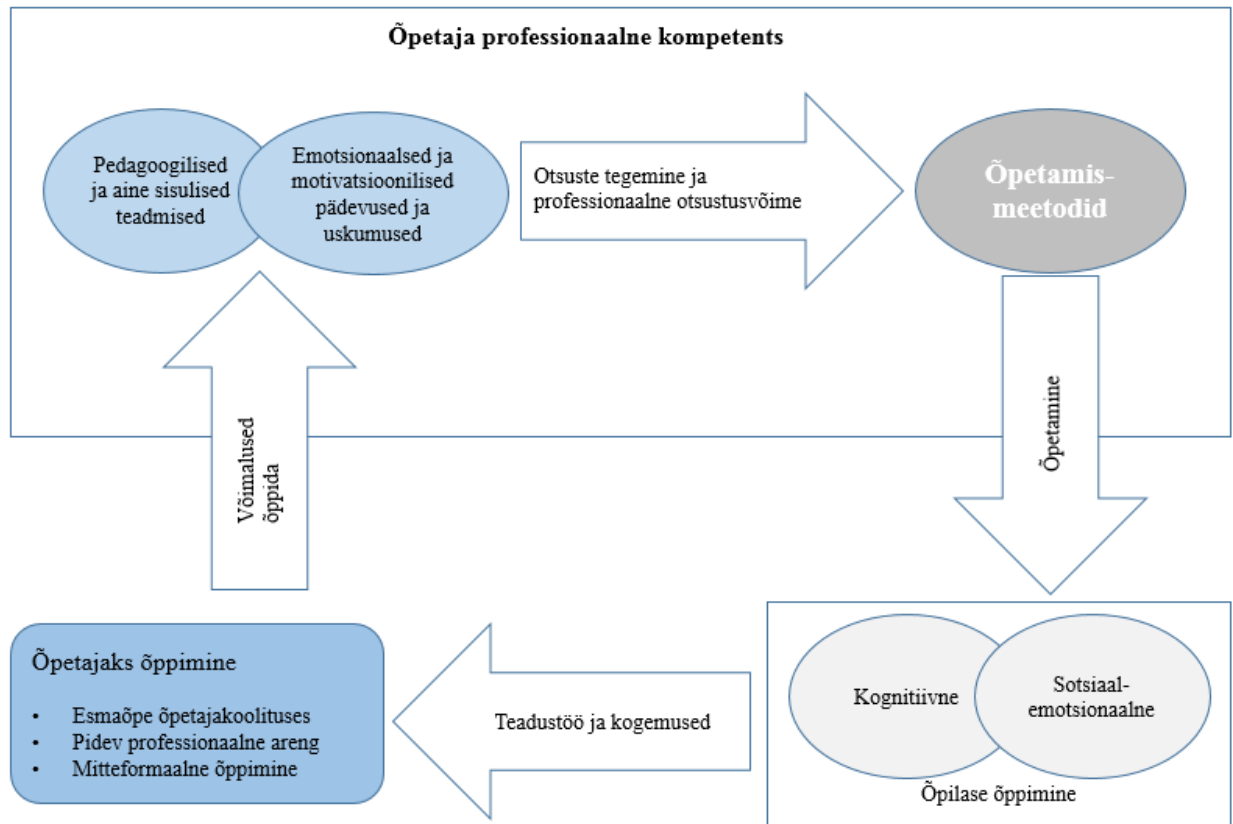 Õpetaja professionaalne kompetents
Pedagoogilised
ja aine sisulised
teadmised
Emotsionaalsed ja
motivatsioonilised
pädevused ja
uskumused
Otsuste tegemine ja
professionaalne otsustusvõime
Õpetamis-
meetodid
Võimalused
õppida
Õpetamine
Õpetajaks õppimine
• Esmaõpe õpetajakoolituses
• Pidev professionaalne areng
• Mitteformaalne õppimine
Teadustöö ja kogemused
Kognitiivne
Sotsiaal-
emotsionaalne
Õpilase õppimine